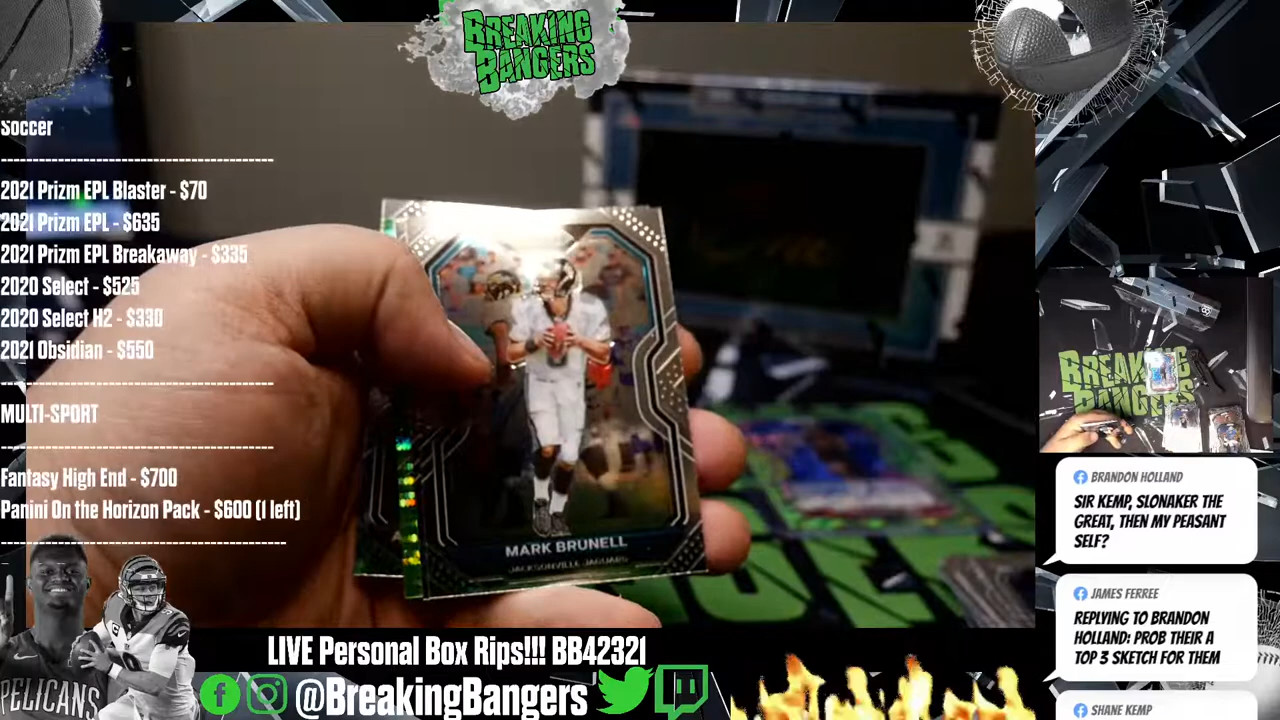 BREAKING
BANGERS
Soccer
2021 Prizm EPL Blaster - $70
2021 Prizm EPL - $635
2021 Prizm EPL Breakaway - $335
2020 Select - $525
2020 Select H2 - $330
2021 Obsidian - $550
MULTI-SPORT
Fantasy High End - $700
Panini On the Horizon Pack - $600 (1 left)
MARK BRUNELL
JACKSONVILLE JAGUARS
BREAKING
BANGERS
BRANDON HOLLAND
SIR KEMP, SLONAKER THE
GREAT, THEN MY PEASANT
SELF?
JAMES FERREE
REPLYING TO BRANDON
HOLLAND: PROB THEIR A
TOP 3 SKETCH FOR THEM
SHANE KEMP
PELICANS
LIVE Personal Box Rips!!! BB42321
@BreakingBangers